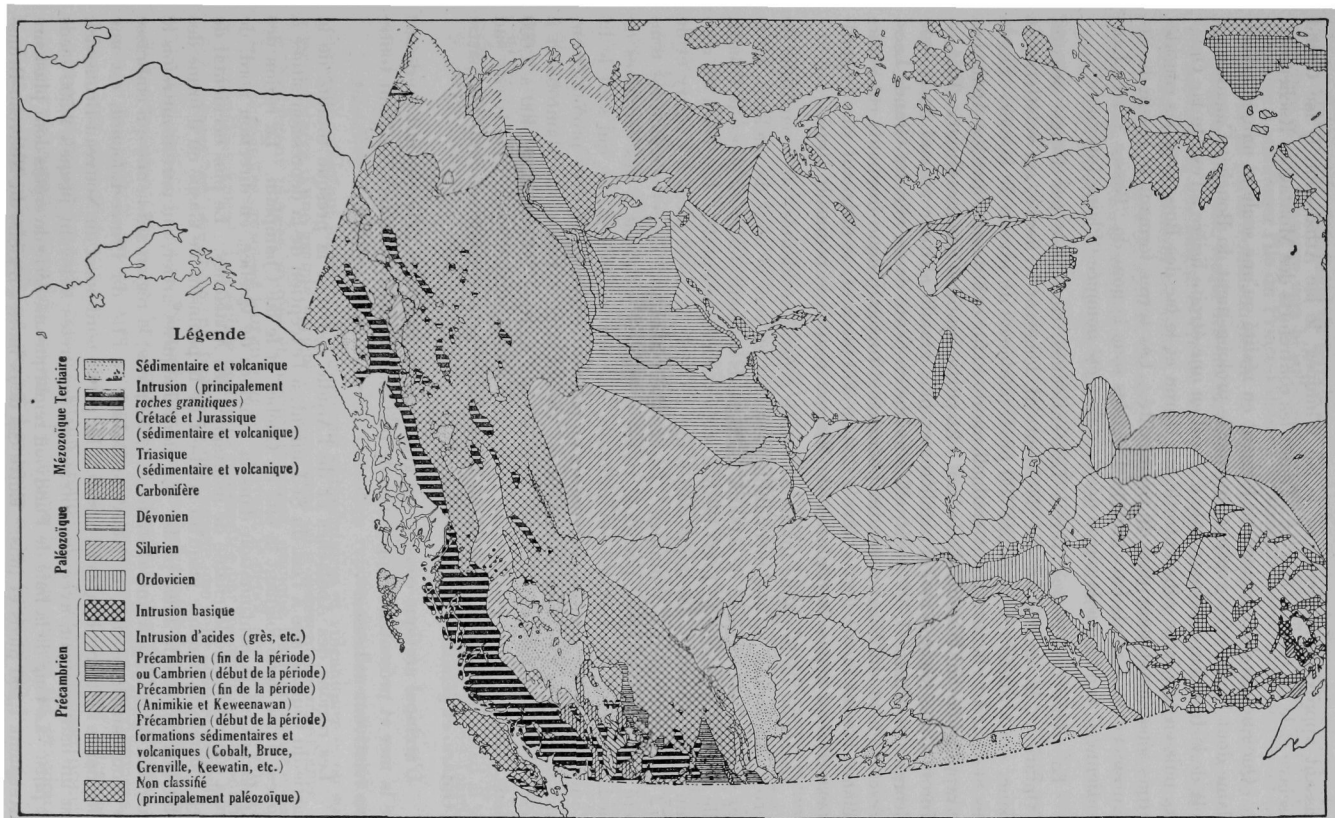 Légende
Mézozoïque Tertiaire
Sédimentaire et volcanique
Intrusion (principalement
roches granitiques)
Crétacé et Jurassique
(sédimentaire et volcanique)
Triasique
(sédimentaire et volcanique)
Paléozoïque
Carbonifère
Dévonien
Silurien
Ordovicien
Précambrien
Intrusion basique
Intrusion d'acides (grès, etc.)
Précambrien (fin de la période)
ou Cambrien (début de la période)
Précambrien (fin de la période)
(Animikie et Keweenawan)
Frécambrien (début de la période)
formations sédimentaires et
volcaniques (Cobalt, Bruce,
Grenville, Keewatin, etc.)
Non classifié
(principalement paléozoïque)